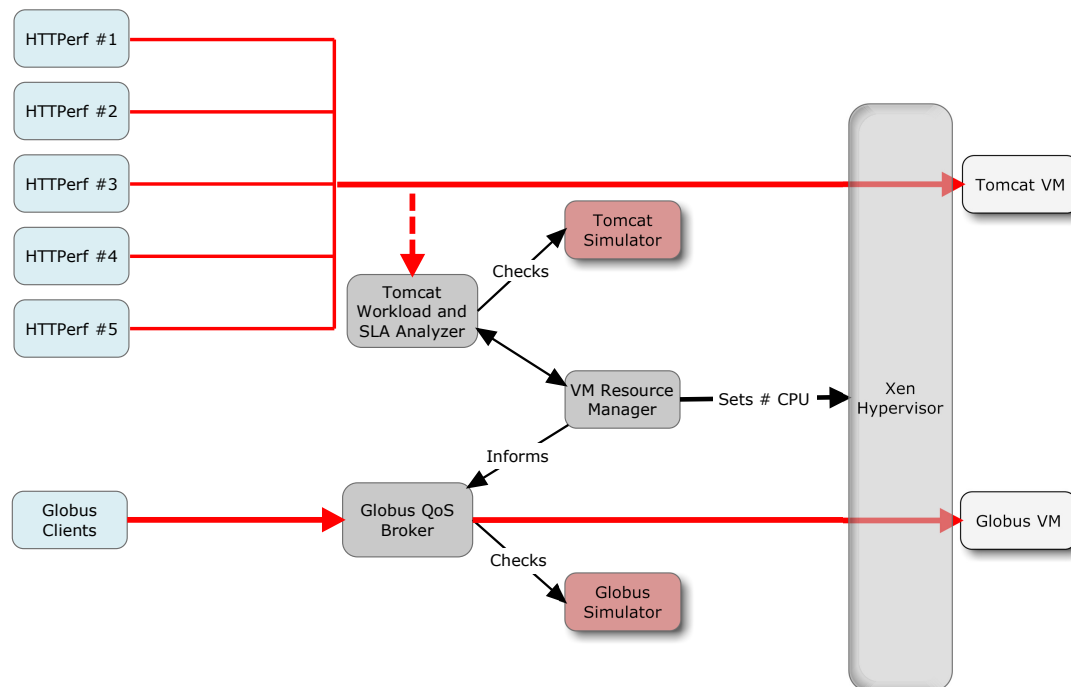 HTTPerf #1
HTTPerf #2
HTTPerf #3
HTTPerf #4
HTTPerf #5
Tomcat VM
Tomcat
Simulator
Checks
Tomcat
Workload and
SLA Analyzer
VM Resource
Manager
Sets # CPU
Xen
Hypervisor
Informs
Globus
Clients
Globus QoS
Broker
Globus VM
Checks
Globus
Simulator